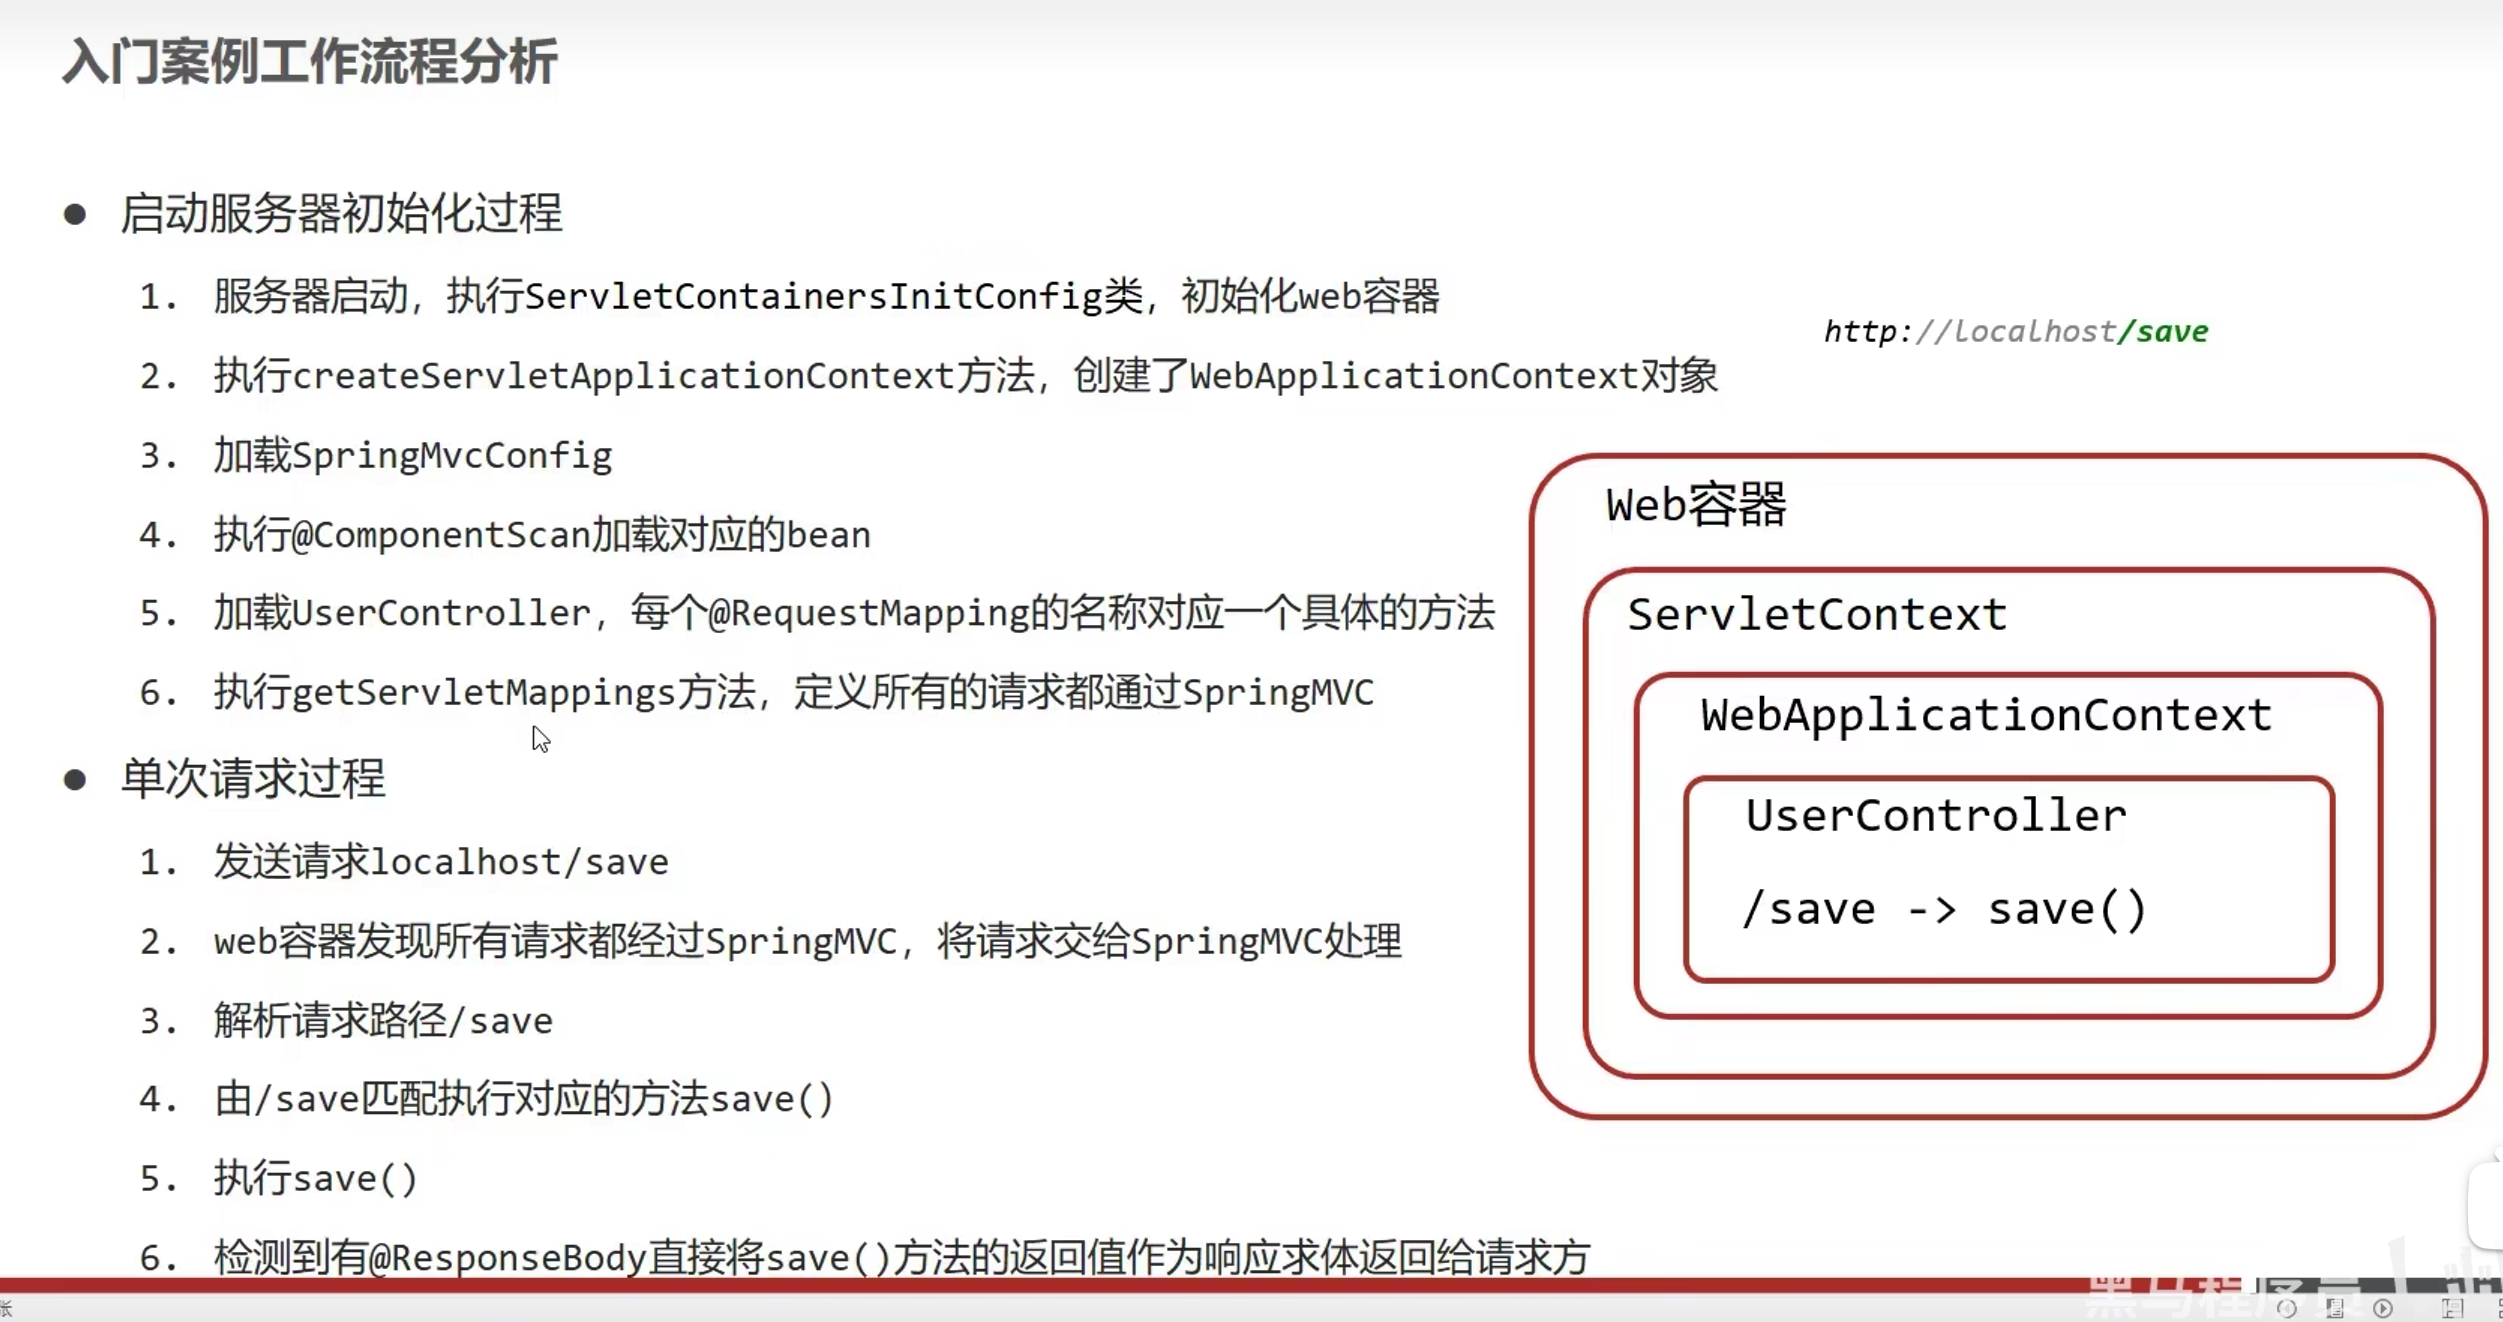 入门案例工作流程分析
● 启动服务器初始化过程
1. 服务器启动，执行ServletContainersInitConfig类，初始化web容器
2. 执行createServletApplicationContext方法，创建了WebApplicationContext对象
3. 加载SpringMvcConfig
4. 执行@ComponentScan加载对应的bean
5. 加载UserController，每个@RequestMapping的名称对应一个具体的方法
6. 执行getServletMappings方法，定义所有的请求都通过SpringMVC
● 单次请求过程
1. 发送请求localhost/save
2. web容器发现所有请求都经过SpringMVC，将请求交给SpringMVC处理
3. 解析请求路径/save
4. 由/save匹配执行对应的方法save()
5. 执行save()
6. 检测到有@ResponseBody直接将save()方法的返回值作为响应求体返回给请求方
http://localhost/save
Web容器
ServletContext
WebApplicationContext
UserController
/save -> save()
黑马程序员
张